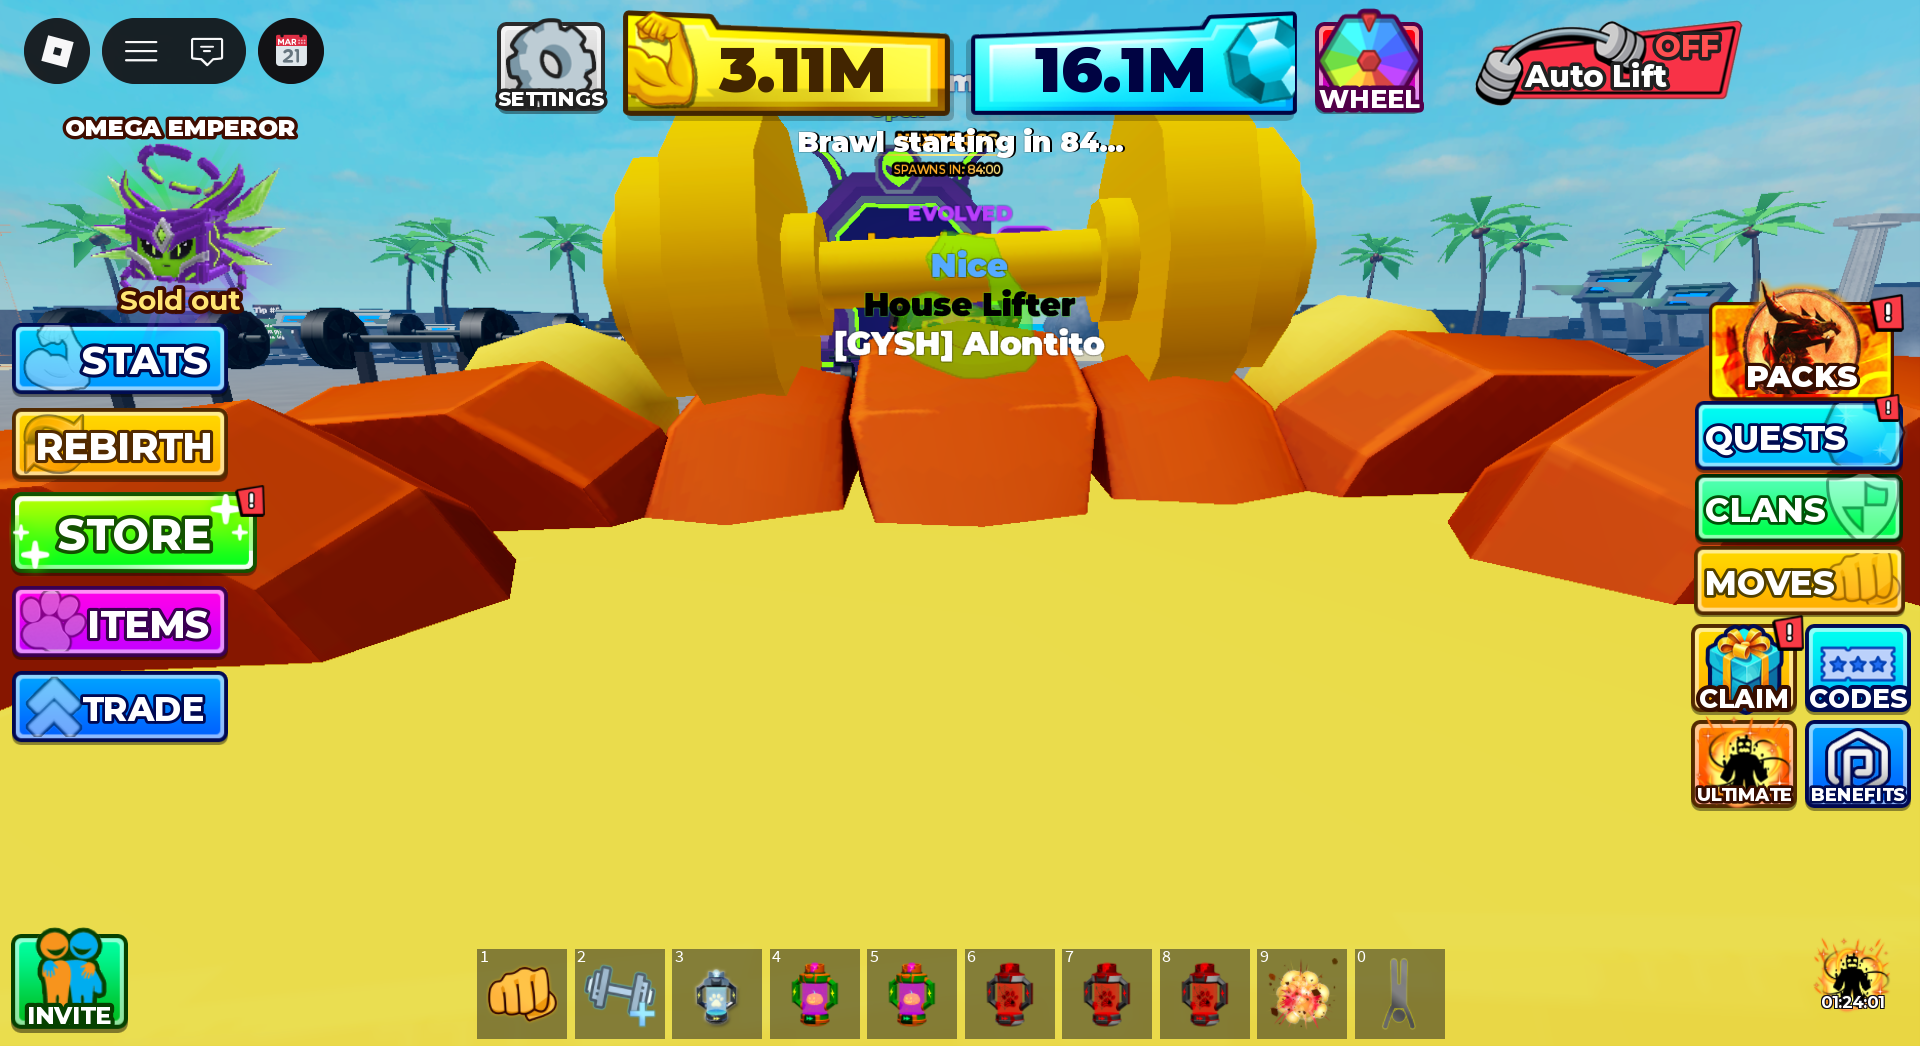 MAR
21
SETTINGS
3.11M
16.1M
WHEEL
OFF
Auto Lift
OMEGA EMPEROR
Sold out
Brawl starting in 84...
SPAWNS IN: 84:00
EVOLVED
Nice
House Lifter
[GYSH] Alontito
STATS
REBIRTH
STORE
!
ITEMS
TRADE
!
PACKS
!
QUESTS
CLANS
MOVES
!
CLAIM
CODES
ULTIMATE
BENEFITS
INVITE
1
2
3
4
5
6
7
8
9
0
01:24:01